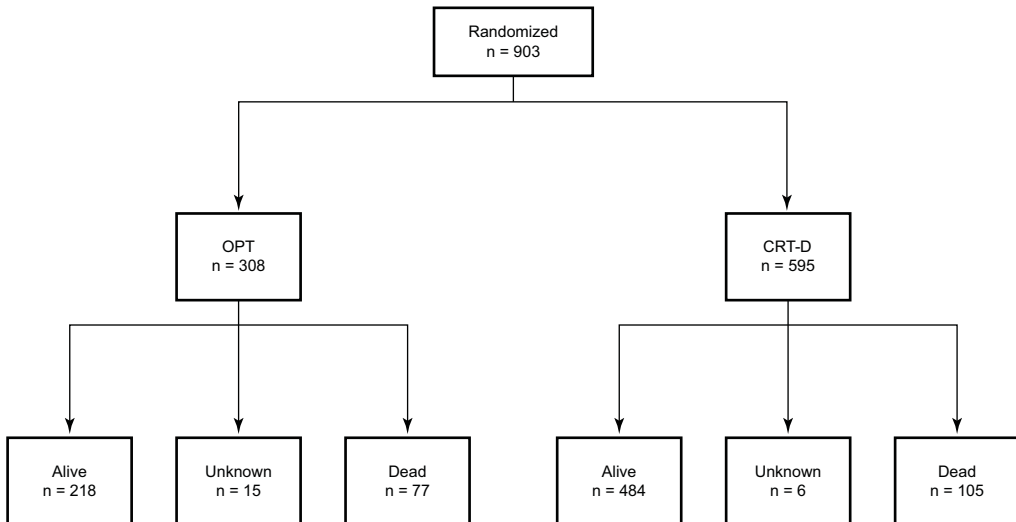 Randomized
n = 903
OPT
n = 308
CRT-D
n = 595
Alive
n = 218
Unknown
n = 15
Dead
n = 77
Alive
n = 484
Unknown
n = 6
Dead
n = 105